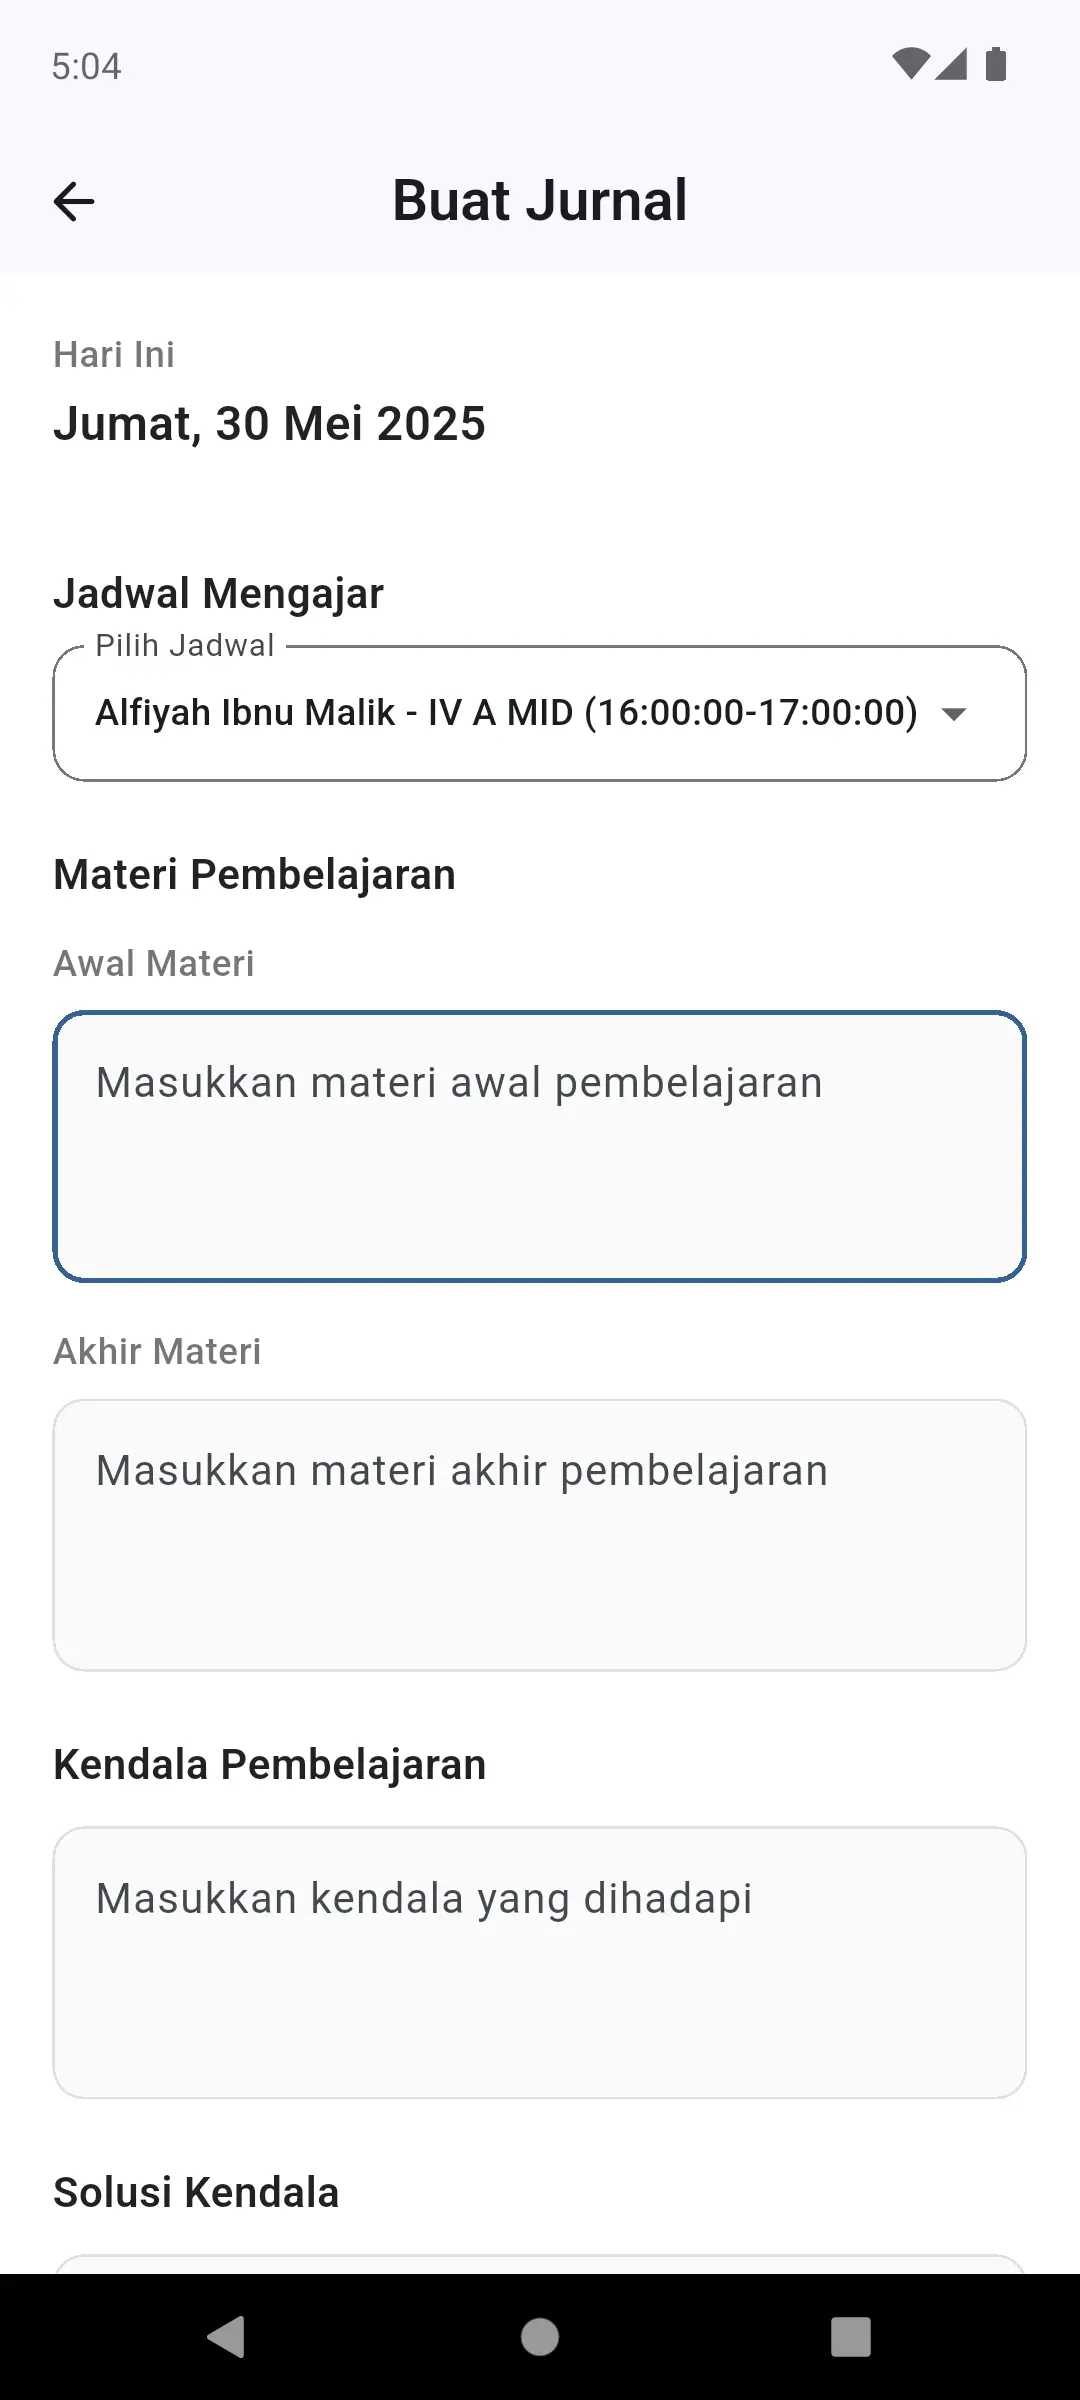 5:04
Buat Jurnal
Hari Ini
Jumat, 30 Mei 2025
Jadwal Mengajar
Pilih Jadwal
Alfiyah Ibnu Malik - IV A MID (16:00:00-17:00:00)
Materi Pembelajaran
Awal Materi
Masukkan materi awal pembelajaran
Akhir Materi
Masukkan materi akhir pembelajaran
Kendala Pembelajaran
Masukkan kendala yang dihadapi
Solusi Kendala